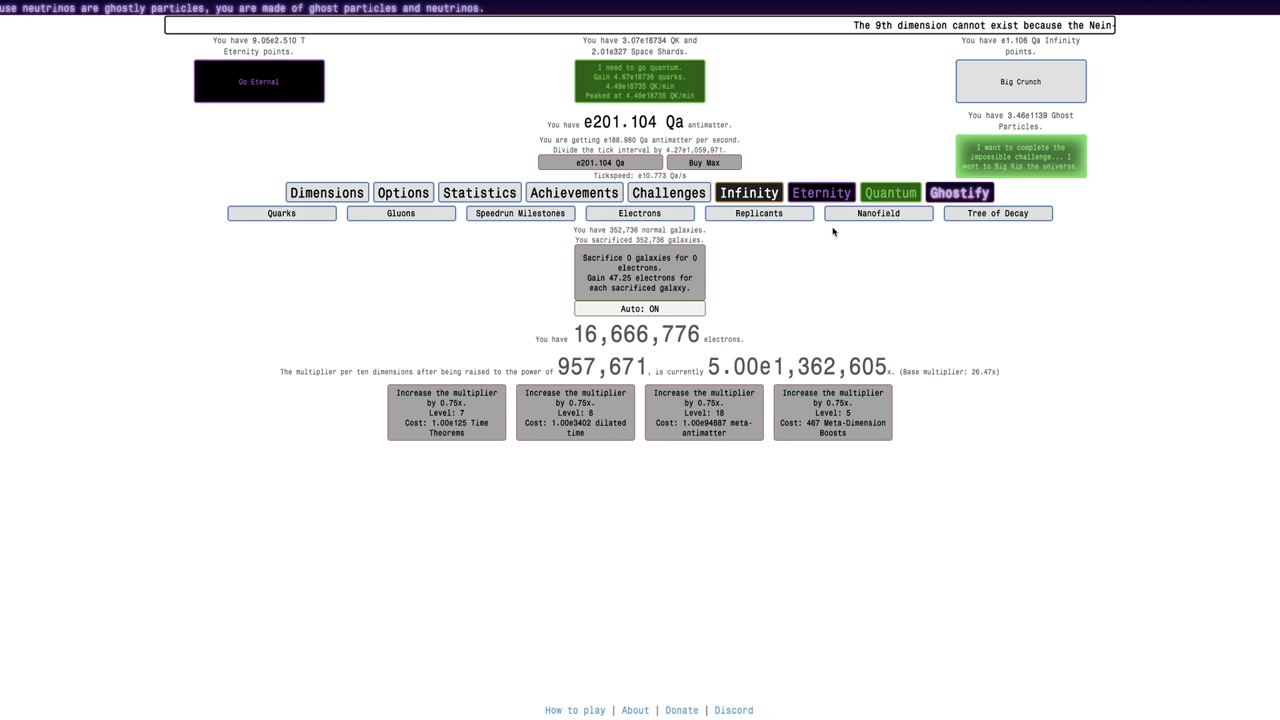 use neutrinos are ghostly particles, you are made of ghost particles and neutrinos.
The 9th dimension cannot exist because the Nein-
You have 9.05e2.510 T
Eternity points.
Go Eternal
You have 3.07e18734 QK and
2.01e327 Space Shards.
I need to go quantum.
Gain 4.67e18736 quarks.
4.49e18735 QK/min
Peaked at 4.49e18735 QK/min
You have e1.106 Qa Infinity
points.
Big Crunch
You have 3.46e1139 Ghost
Particles.
I want to complete the
impossible challenge... I
want to Big Rip the universe.
You have e201.104 Qa antimatter.
You are getting e188.980 Qa antimatter per second.
Divide the tick interval by 4.27e1,059,971.
e201.104 Qa
Buy Max
Tickspeed: e10.773 Qa/s
Dimensions
Options
Statistics
Achievements
Challenges
Infinity
Eternity
Quantum
Ghostify
Quarks
Gluons
Speedrun Milestones
Electrons
Replicants
Nanofield
Tree of Decay
You have 352,736 normal galaxies.
You sacrificed 352,736 galaxies.
Sacrifice 0 galaxies for 0
electrons.
Gain 47.25 electrons for
each sacrificed galaxy.
Auto: ON
You have 16,666,776 electrons.
The multiplier per ten dimensions after being raised to the power of 957,671, is currently 5.00e1,362,605x. (Base multiplier: 26.47x)
Increase the multiplier
by 0.75x.
Level: 7
Cost: 1.00e125 Time
Theorems
Increase the multiplier
by 0.75x.
Level: 8
Cost: 1.00e3402 dilated
time
Increase the multiplier
by 0.75x.
Level: 18
Cost: 1.00e94887 meta-
antimatter
Increase the multiplier
by 0.75x.
Level: 5
Cost: 467 Meta-Dimension
Boosts
How to play | About | Donate | Discord